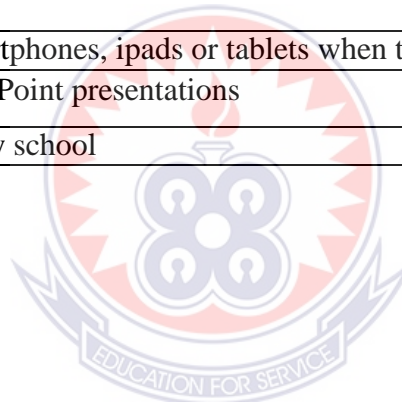 tphones, ipads or tablets when t
Point presentations
y school
EDUCATION FOR SERVICE